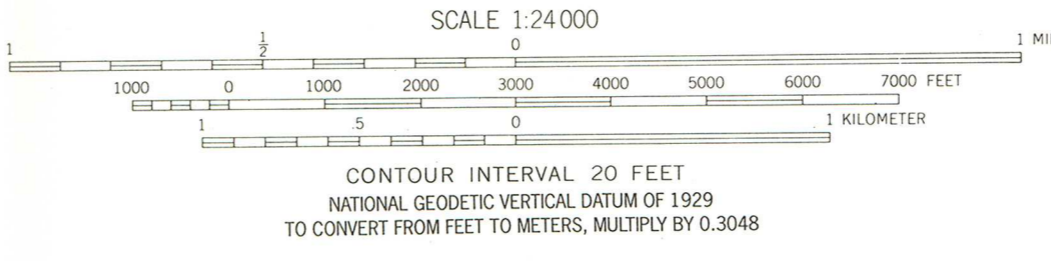 SCALE 1:24 000
1 1/2 0 1
1000 0 1000 2000 3000 4000 5000 6000 7000 FEET
1 .5 0 1 KILOMETER
CONTOUR INTERVAL 20 FEET
NATIONAL GEODETIC VERTICAL DATUM OF 1929
TO CONVERT FROM FEET TO METERS, MULTIPLY BY 0.3048